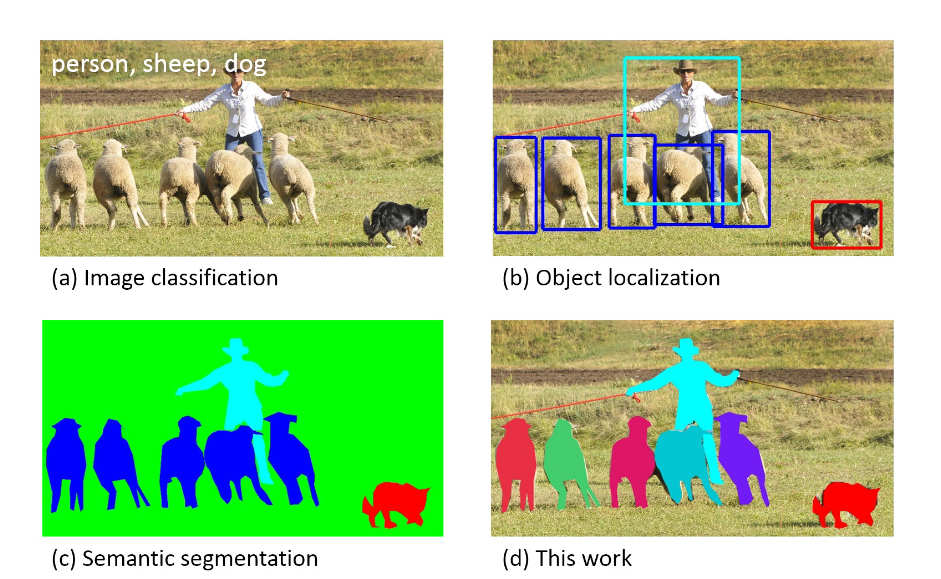 person, sheep, dog
(a) Image classification
(b) Object localization
(c) Semantic segmentation
(d) This work